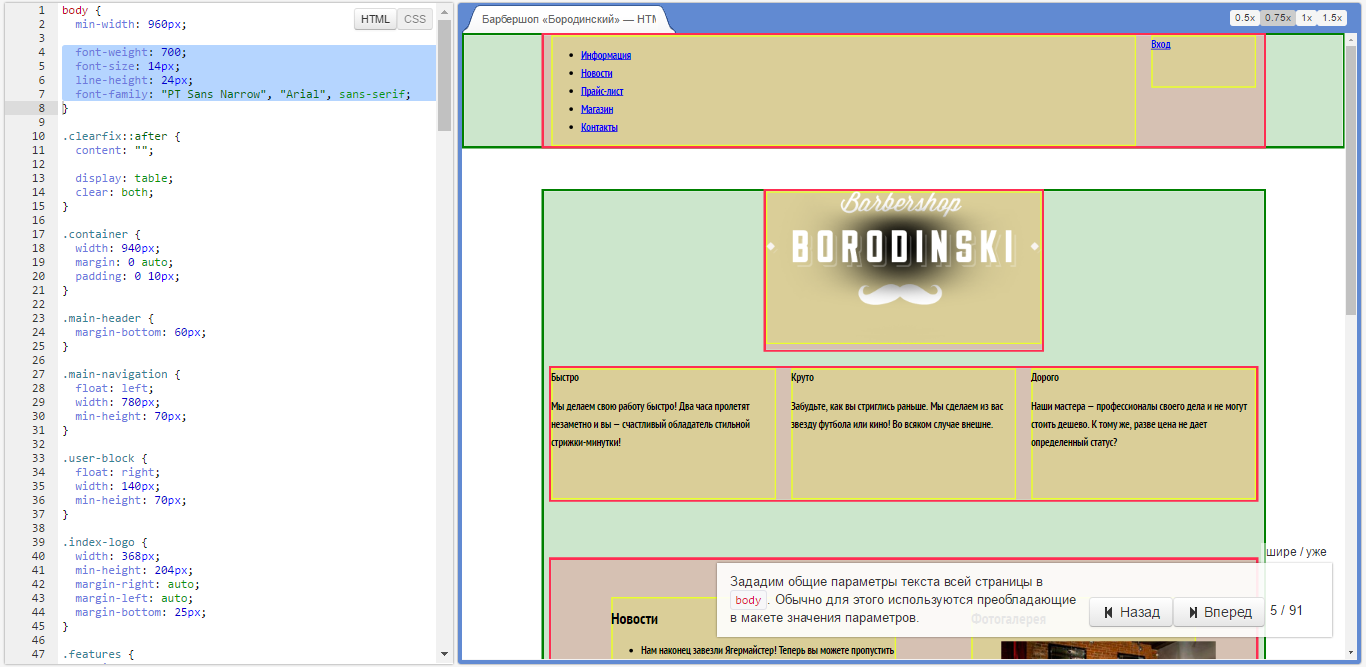 HTML CSS
1 body {
2 min-width: 960px;
3
4 font-weight: 700;
5 font-size: 14px;
6 line-height: 24px;
7 font-family: "PT Sans Narrow", "Arial", sans-serif;
8 }
9
10 .clearfix::after {
11 content: "";
12
13 display: table;
14 clear: both;
15 }
16
17 .container {
18 width: 940px;
19 margin: 0 auto;
20 padding: 0 10px;
21 }
22
23 .main-header {
24 margin-bottom: 60px;
25 }
26
27 .main-navigation {
28 float: left;
29 width: 780px;
30 min-height: 70px;
31 }
32
33 .user-block {
34 float: right;
35 width: 140px;
36 min-height: 70px;
37 }
38
39 .index-logo {
40 width: 368px;
41 min-height: 204px;
42 margin-right: auto;
43 margin-left: auto;
44 margin-bottom: 25px;
45 }
46
47 .features {
Барбершоп «Бородинский» — HTM
0.5x 0.75x 1x 1.5x
Информация
Новости
Прайс-лист
Магазин
Контакты
Вход
Barbershop
BORODINSKI
Быстро
Мы делаем свою работу быстро! Два часа пролетят
незаметно и вы — счастливый обладатель стильной
стрижки-минутки!
Круто
Забудьте, как вы стриглись раньше. Мы сделаем из вас
звезду футбола или кино! Во всяком случае внешне.
Дорого
Наши мастера — профессионалы своего дела и не могут
стоить дешево. К тому же, разве цена не дает
определенный статус?
шире / уже
Зададим общие параметры текста всей страницы в
body. Обычно для этого используются преобладающие
в макете значения параметров.
Назад Вперед 5 / 91
Новости
Фотогалерея
Нам наконец завезли Ягермайстер! Теперь вы можете пропустить